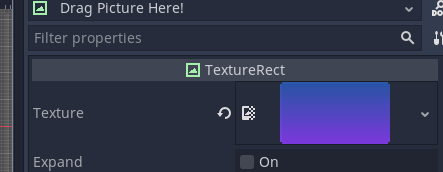 Drag Picture Here!
Filter properties
TextureRect
Texture
Expand
On